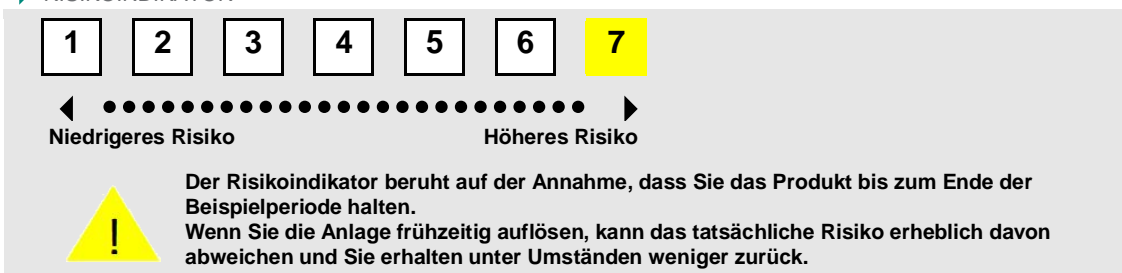 1 2 3 4 5 6 7
Niedrigeres Risiko Höheres Risiko
Der Risikoindikator beruht auf der Annahme, dass Sie das Produkt bis zum Ende der
Beispielperiode halten.
! Wenn Sie die Anlage frühzeitig auflösen, kann das tatsächliche Risiko erheblich davon
abweichen und Sie erhalten unter Umständen weniger zurück.